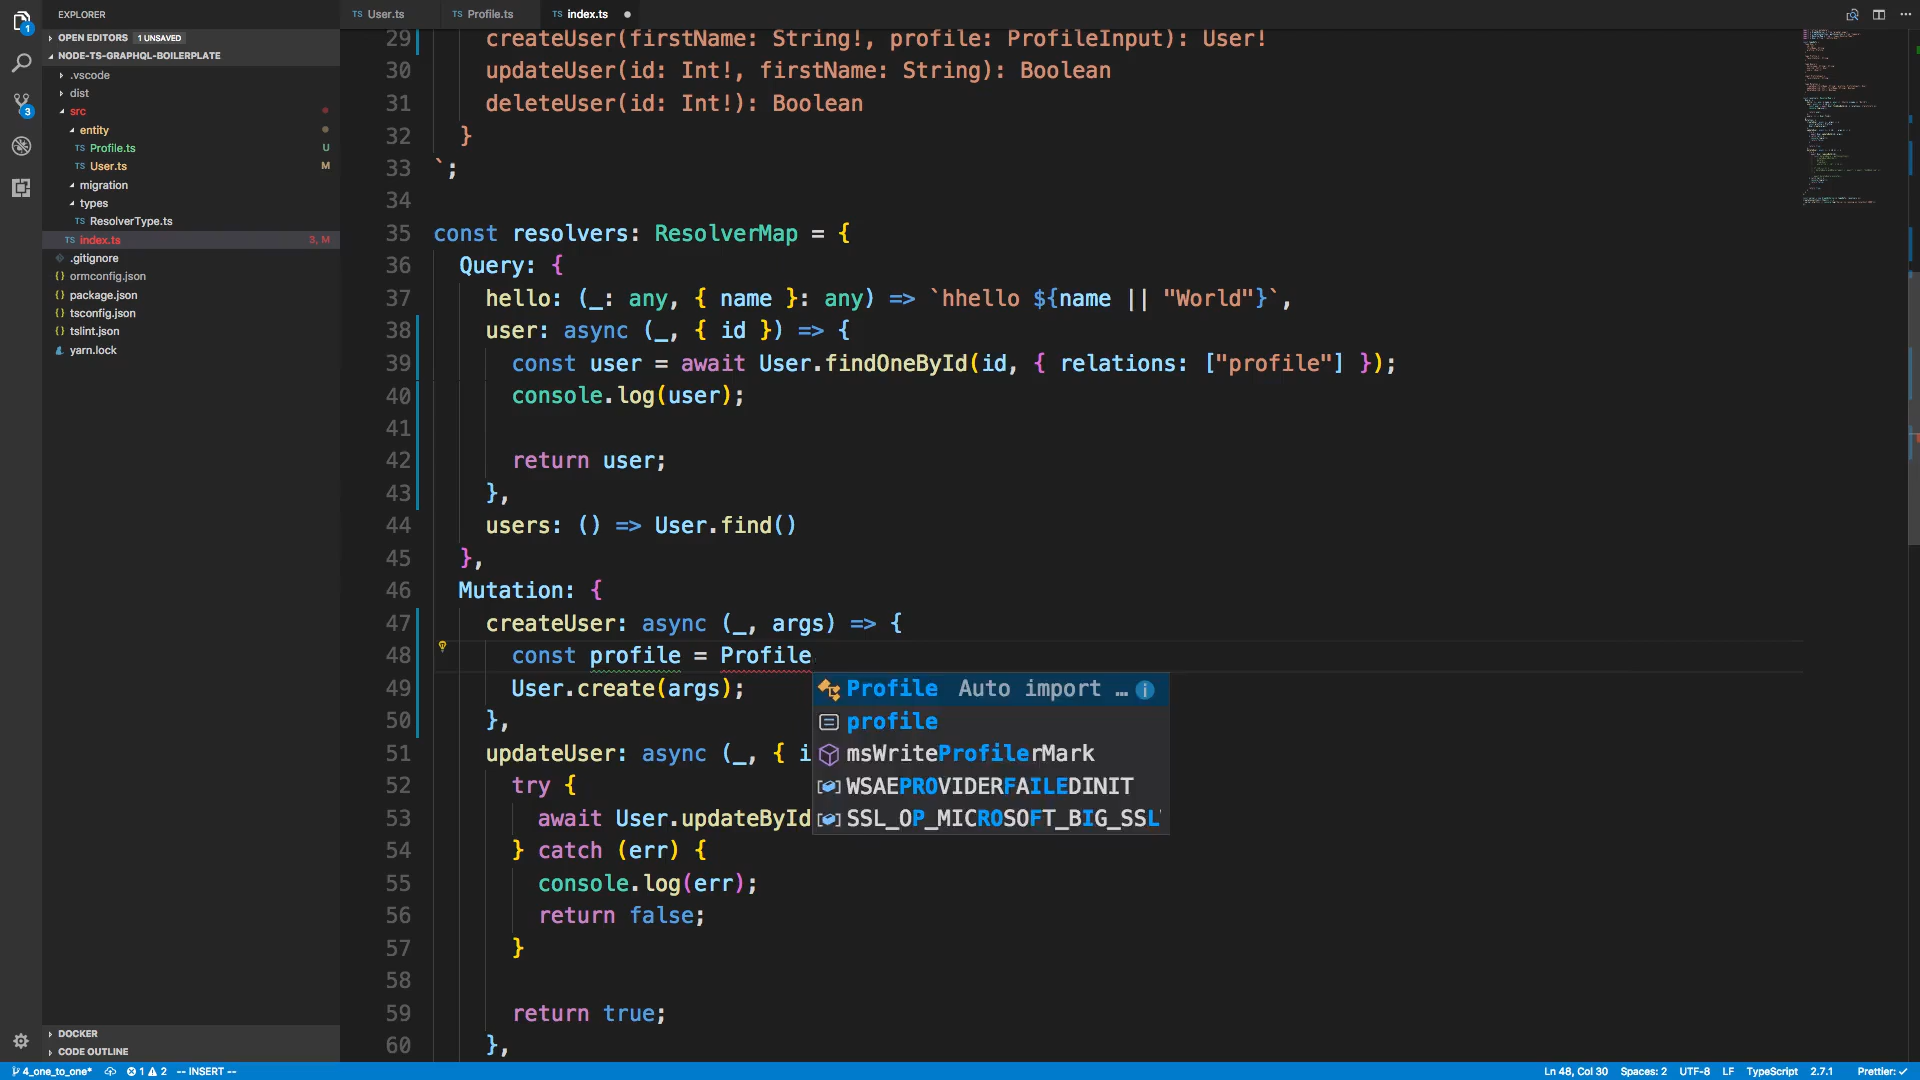 EXPLORER
OPEN EDITORS 1 UNSAVED
NODE-TS-GRAPHQL-BOILERPLATE
.vscode
dist
src
entity
TS Profile.ts U
TS User.ts M
migration
types
TS ResolverType.ts
TS index.ts 3, M
.gitignore
{} ormconfig.json
{} package.json
{} tsconfig.json
{} tslint.json
yarn.lock
DOCKER
CODE OUTLINE
1
3
TS User.ts
TS Profile.ts
TS index.ts
29 createUser(firstName: String!, profile: ProfileInput): User!
30 updateUser(id: Int!, firstName: String): Boolean
31 deleteUser(id: Int!): Boolean
32 }
33 `;
34
35 const resolvers: ResolverMap = {
36 Query: {
37 hello: (_: any, { name }: any) => `hhello ${name || "World"}`,
38 user: async (_, { id }) => {
39 const user = await User.findOneById(id, { relations: ["profile"] });
40 console.log(user);
41
42 return user;
43 },
44 users: () => User.find()
45 },
46 Mutation: {
47 createUser: async (_, args) => {
48 const profile = Profile
49 User.create(args);
50 },
51 updateUser: async (_, { i
52 try {
53 await User.updateById
54 } catch (err) {
55 console.log(err);
56 return false;
57 }
58
59 return true;
60 },
Profile Auto import …
profile
msWriteProfilerMark
WSAEPROVIDERFAILEDINIT
SSL_OP_MICROSOFT_BIG_SSL
4_one_to_one* 1 2 -- INSERT --
Ln 48, Col 30 Spaces: 2 UTF-8 LF TypeScript 2.7.1 Prettier: ✓